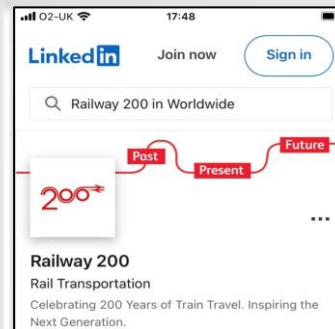 O2-UK 17:48
LinkedIn Join now Sign in
Railway 200 in Worldwide
Past Present Future
200
...
Railway 200
Rail Transportation
Celebrating 200 Years of Train Travel. Inspiring the
Next Generation.